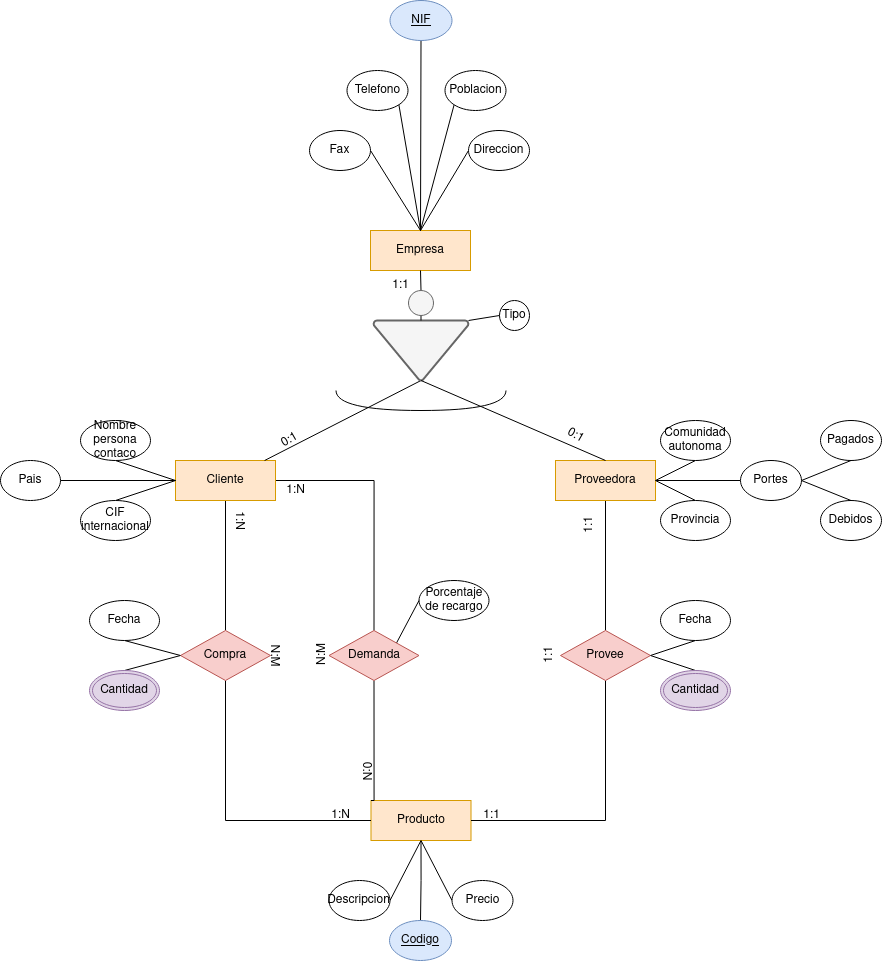 NIF
Telefono
Poblacion
Fax
Direccion
Empresa
1:1
Tipo
0:1
0:1
Nombre
persona
contaco
Comunidad
autonoma
Pagados
Pais
Cliente
1:N
Proveedora
Portes
CIF
internacional
1:N
1:1
Provincia
Debidos
Porcentaje
de recargo
Fecha
Fecha
Compra
N:M
M:N
Demanda
1:1
Provee
Cantidad
Cantidad
0:N
1:N
Producto
1:1
Descripcion
Precio
Codigo